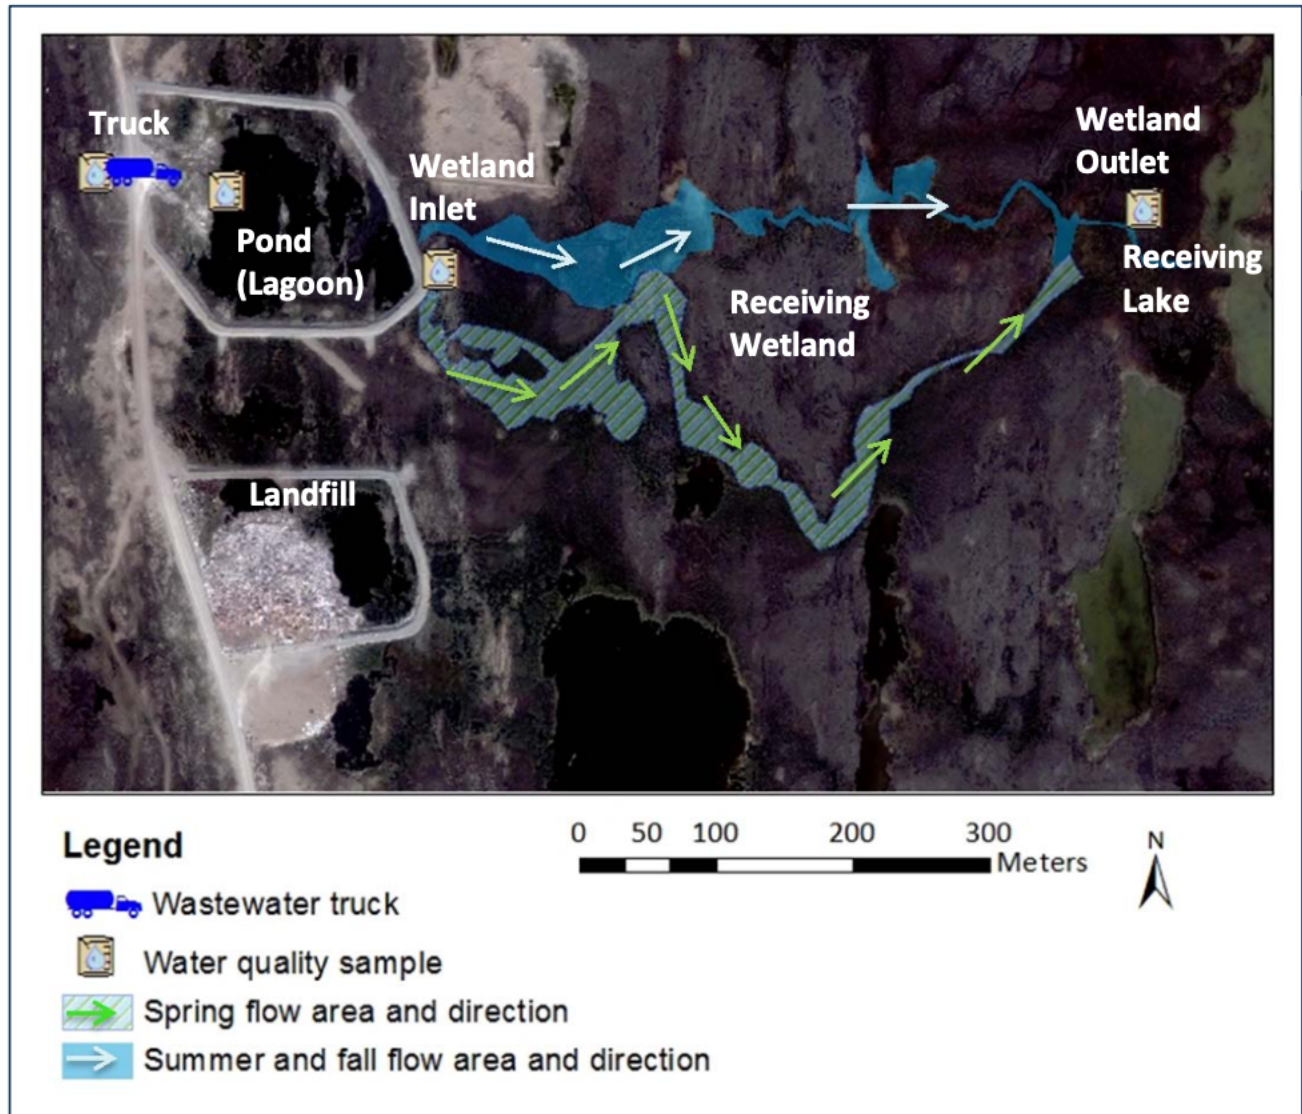 Truck
Wetland
Inlet
Pond
(Lagoon)
Wetland
Outlet
Receiving
Lake
Receiving
Wetland
Landfill
Legend
Wastewater truck
Water quality sample
Spring flow area and direction
Summer and fall flow area and direction
0 50 100 200 300
Meters
N